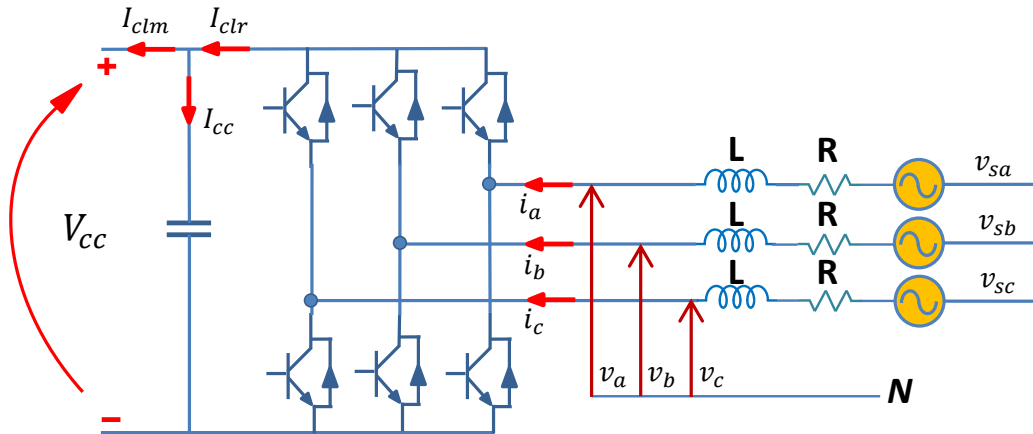 I_clm
I_clr
+
I_cc
V_cc
−
L
R
v_sa
i_a
L
R
v_sb
i_b
L
R
v_sc
i_c
v_a
v_b
v_c
N